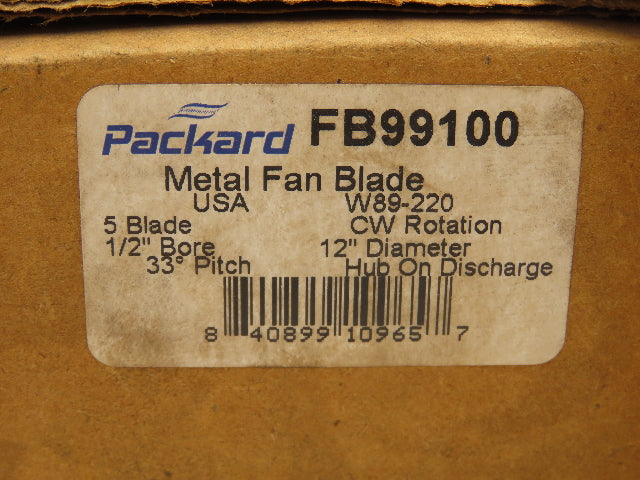 Packard FB99100
Metal Fan Blade
USA W89-220
5 Blade CW Rotation
1/2" Bore 12" Diameter
33° Pitch Hub On Discharge
8 40899 10965 7